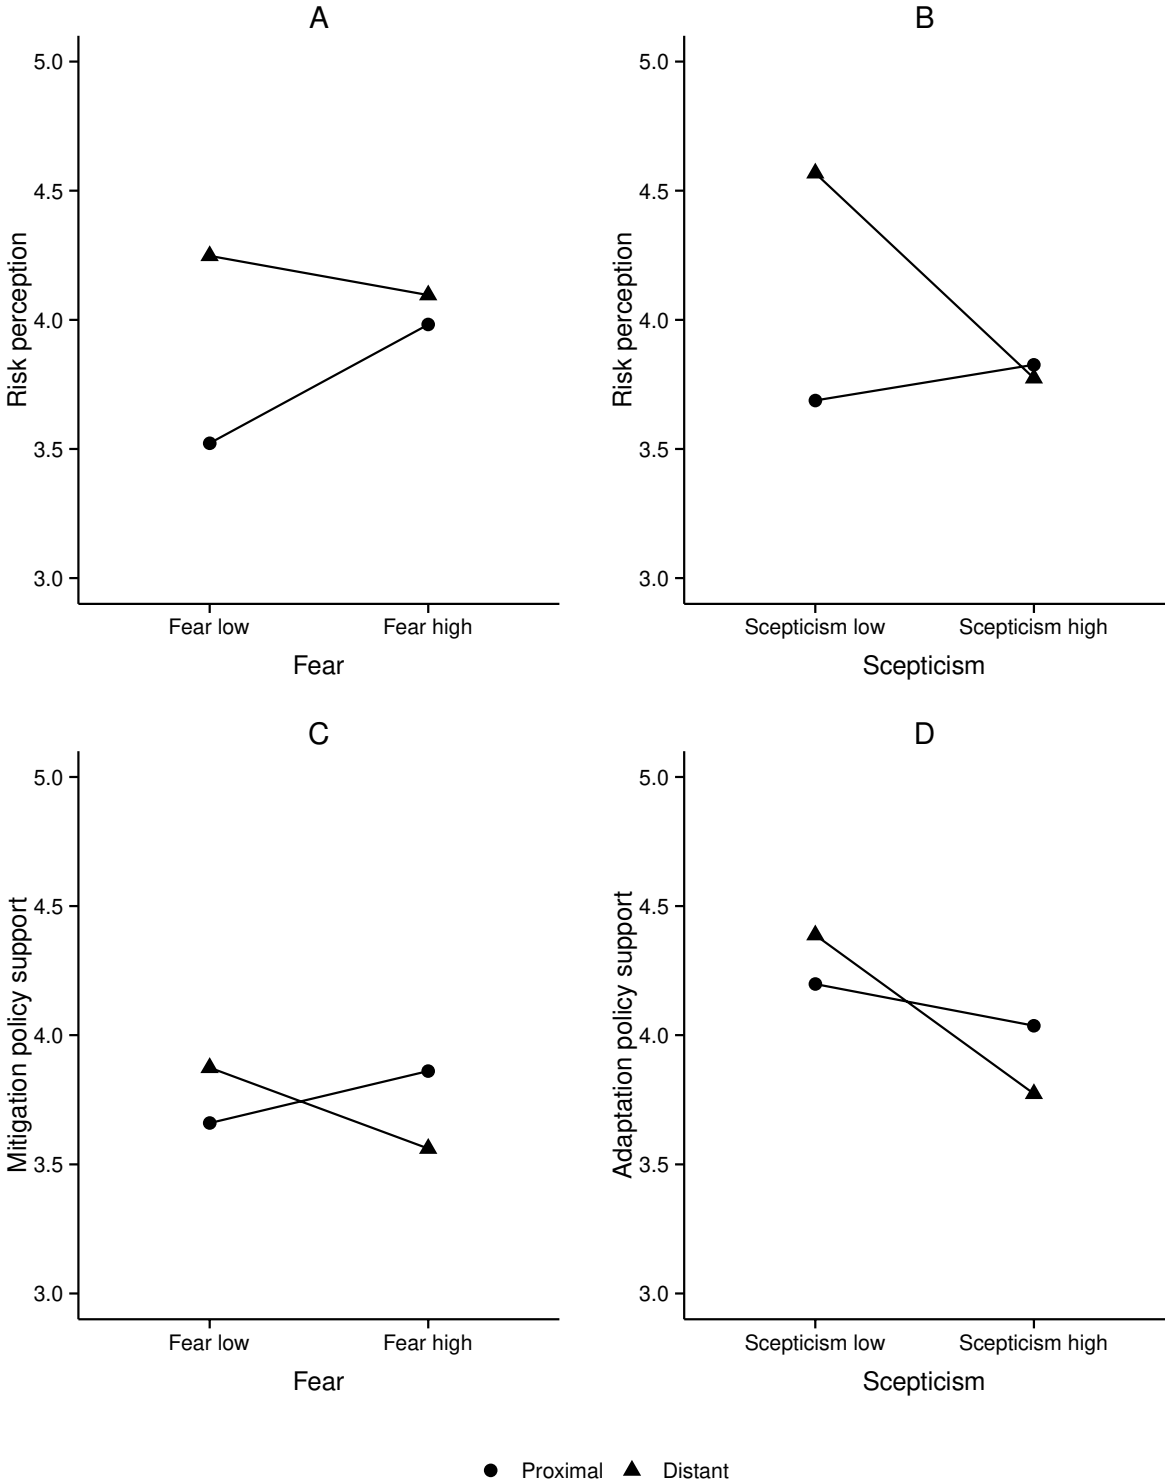 A
B
5.0
4.5
4.0
3.5
3.0
Risk perception
Fear low Fear high
Fear
5.0
4.5
4.0
3.5
3.0
Risk perception
Scepticism low Scepticism high
Scepticism
C
D
5.0
4.5
4.0
3.5
3.0
Mitigation policy support
Fear low Fear high
Fear
5.0
4.5
4.0
3.5
3.0
Adaptation policy support
Scepticism low Scepticism high
Scepticism
Proximal Distant